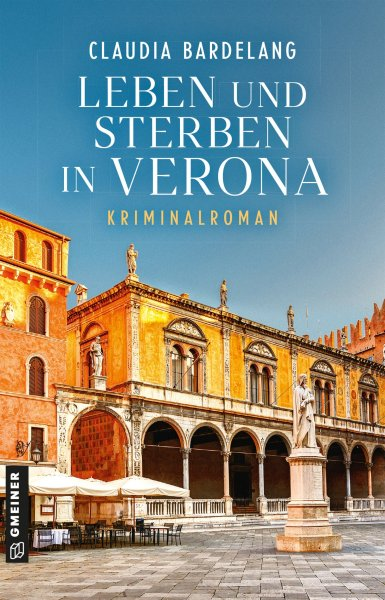 CLAUDIA BARDELANG
LEBEN UND
STERBEN
IN VERONA
KRIMINALROMAN
GMEINER